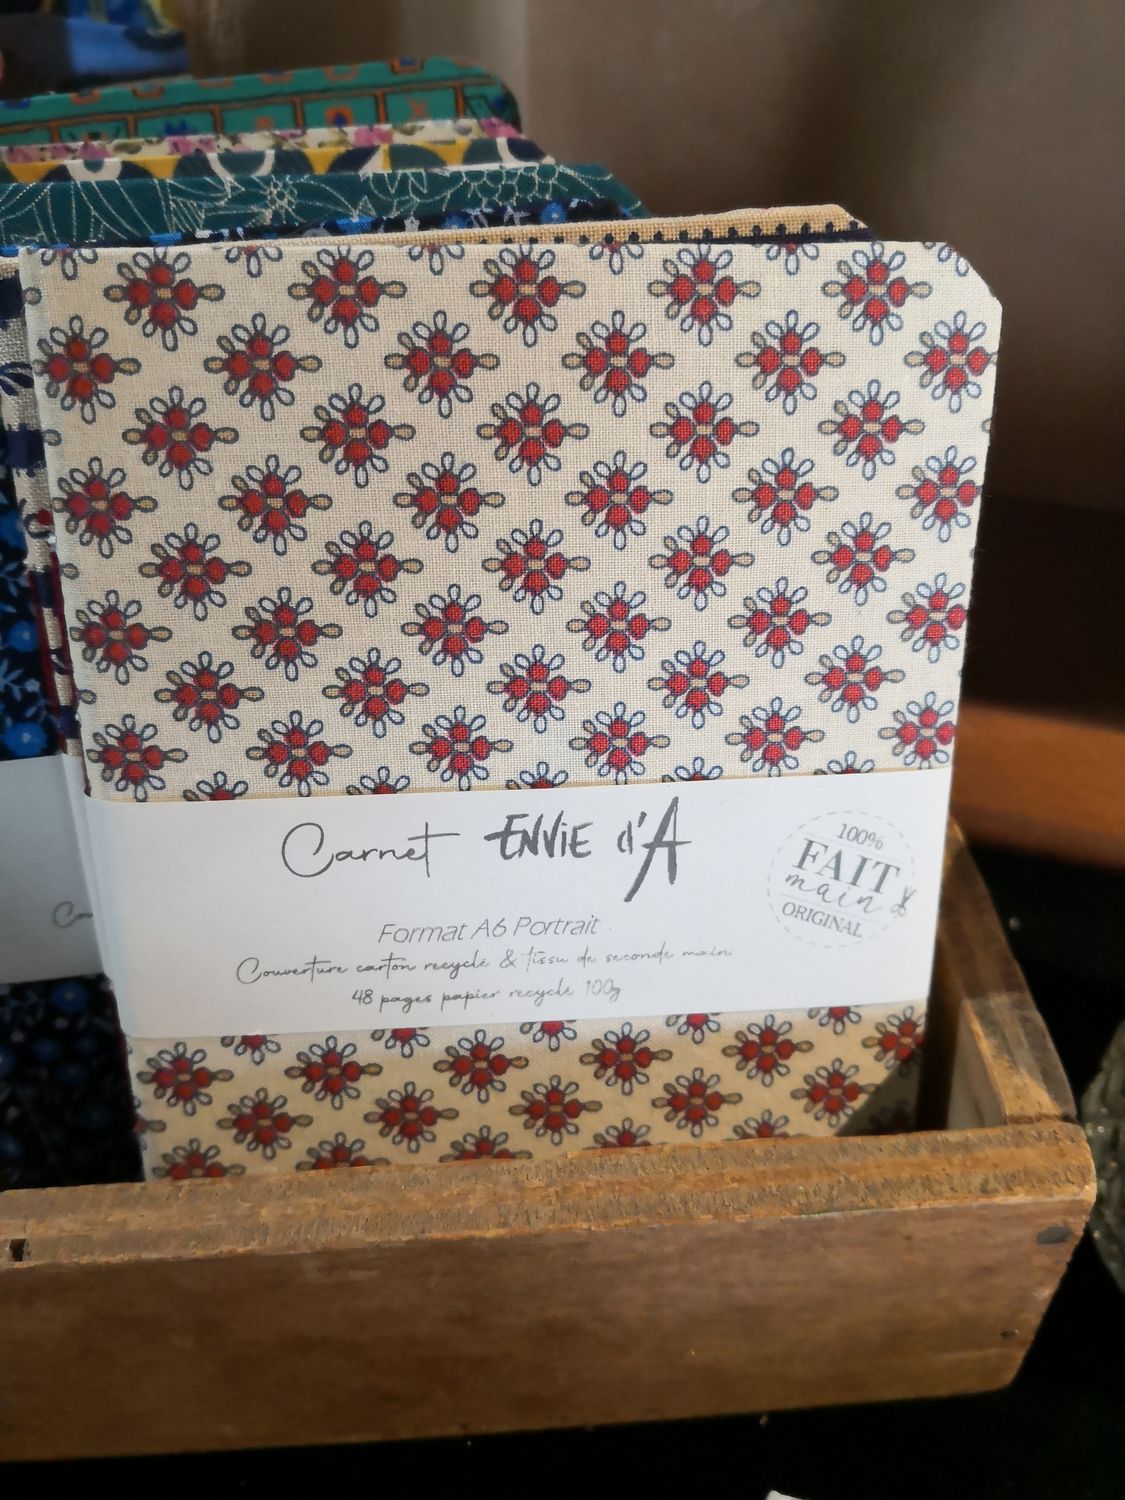 Carnet ENVIE d'A
Format A6 Portrait
Couverture carton recyclé & tissu de seconde main
48 pages papier recyclé 100g
100%
FAIT
main
ORIGINAL